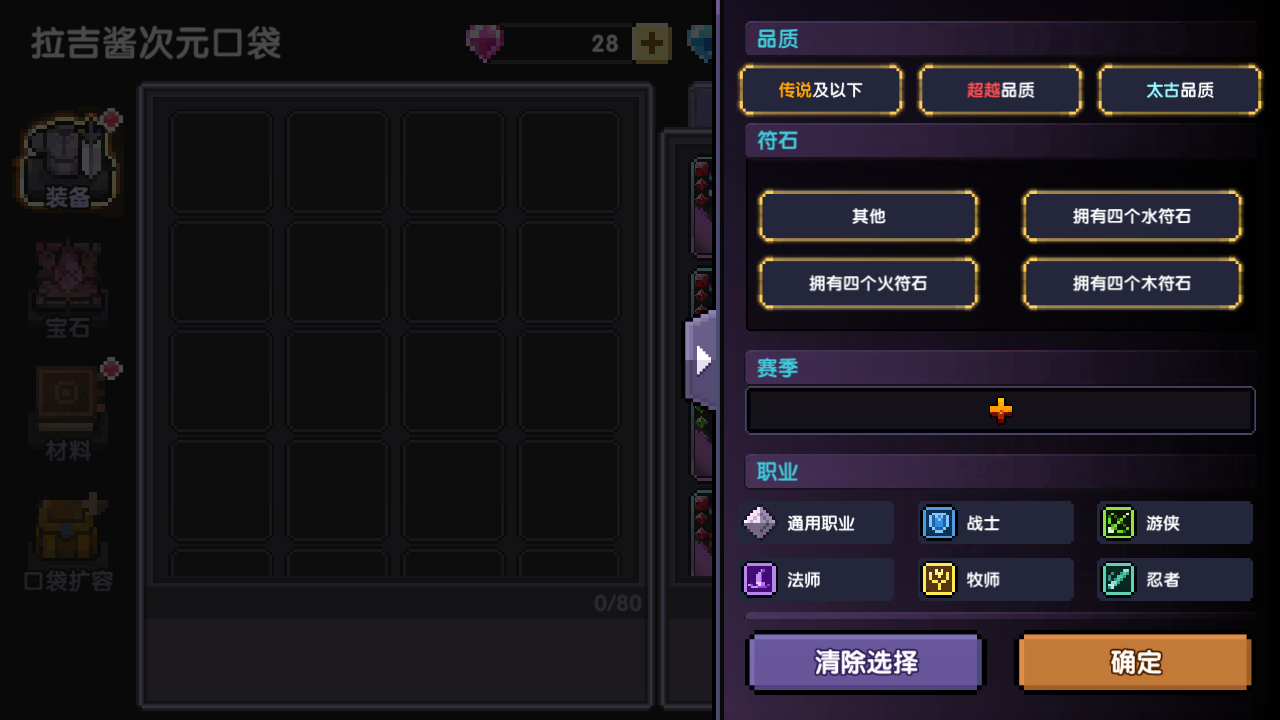 拉吉酱次元口袋
28
装备
宝石
材料
口袋扩容
0/80
品质
传说及以下
超越品质
太古品质
符石
其他
拥有四个水符石
拥有四个火符石
拥有四个木符石
赛季
职业
通用职业
战士
游侠
法师
牧师
忍者
清除选择
确定